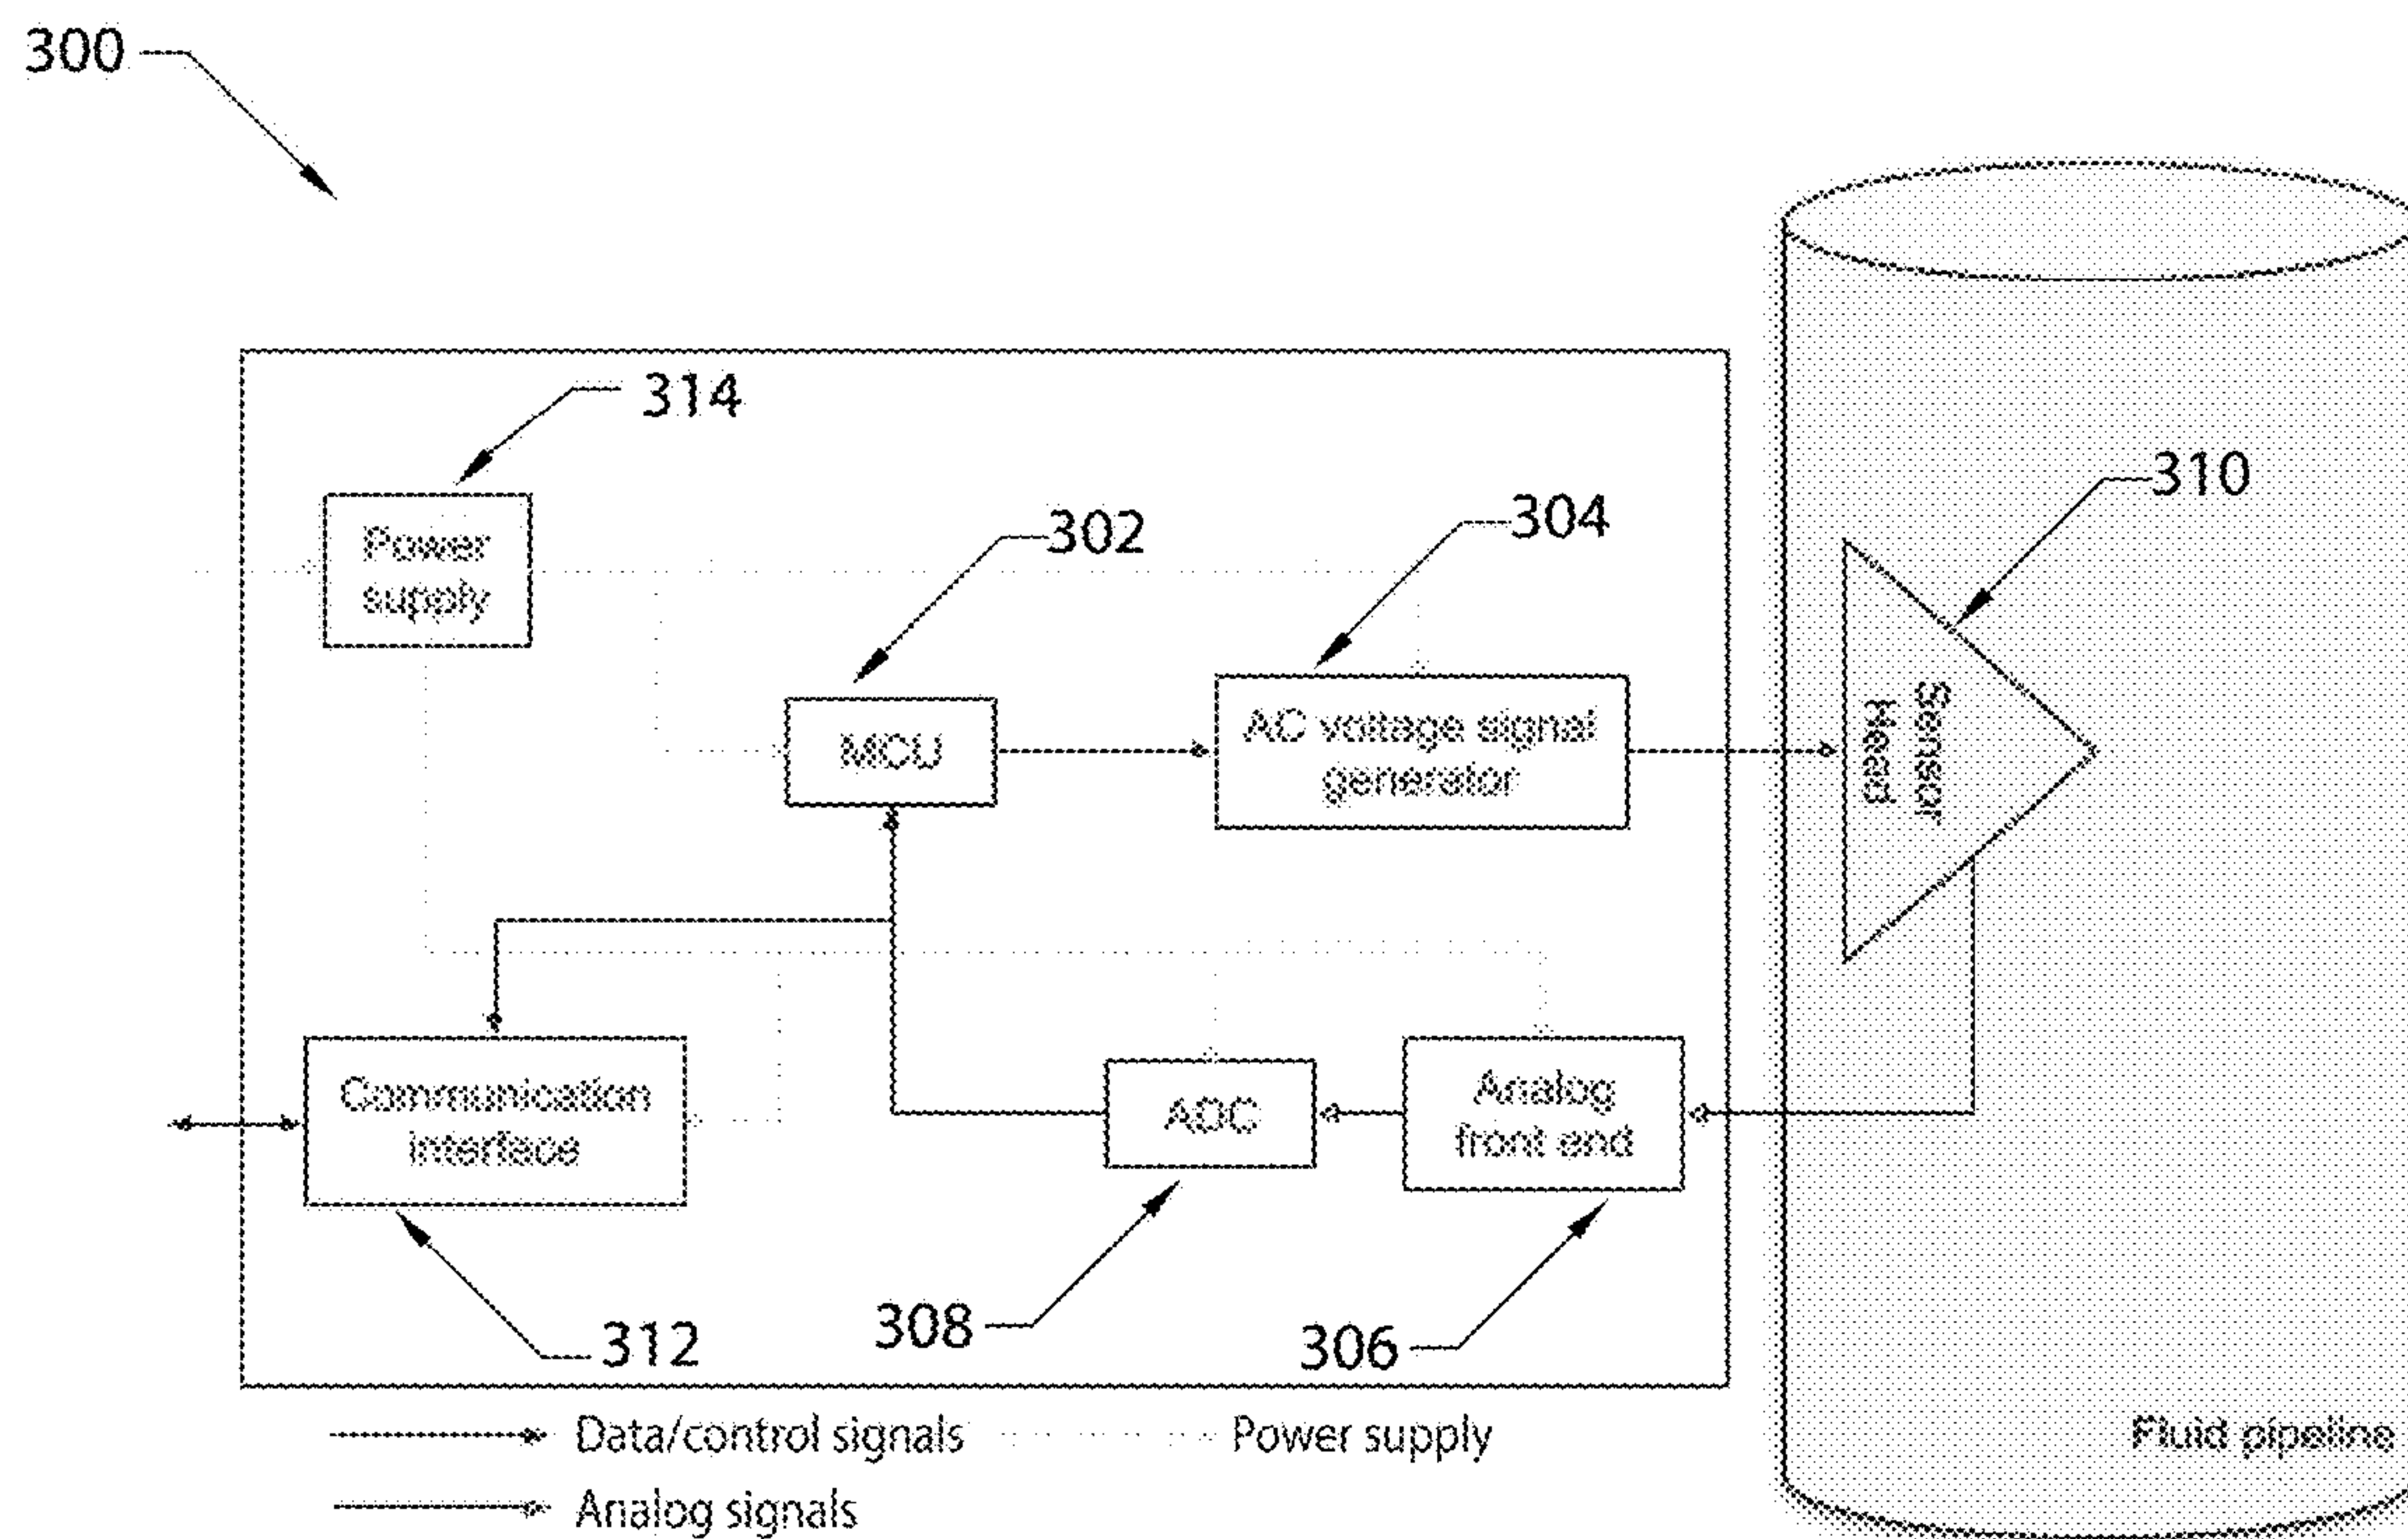 300
314
Power
supply
302
MCU
304
AC voltage signal
generator
310
Sensor
Head
Communication
interface
312
ADC
308
Analog
front end
306
Data/control signals
Power supply
Analog signals
Fluid pipeline